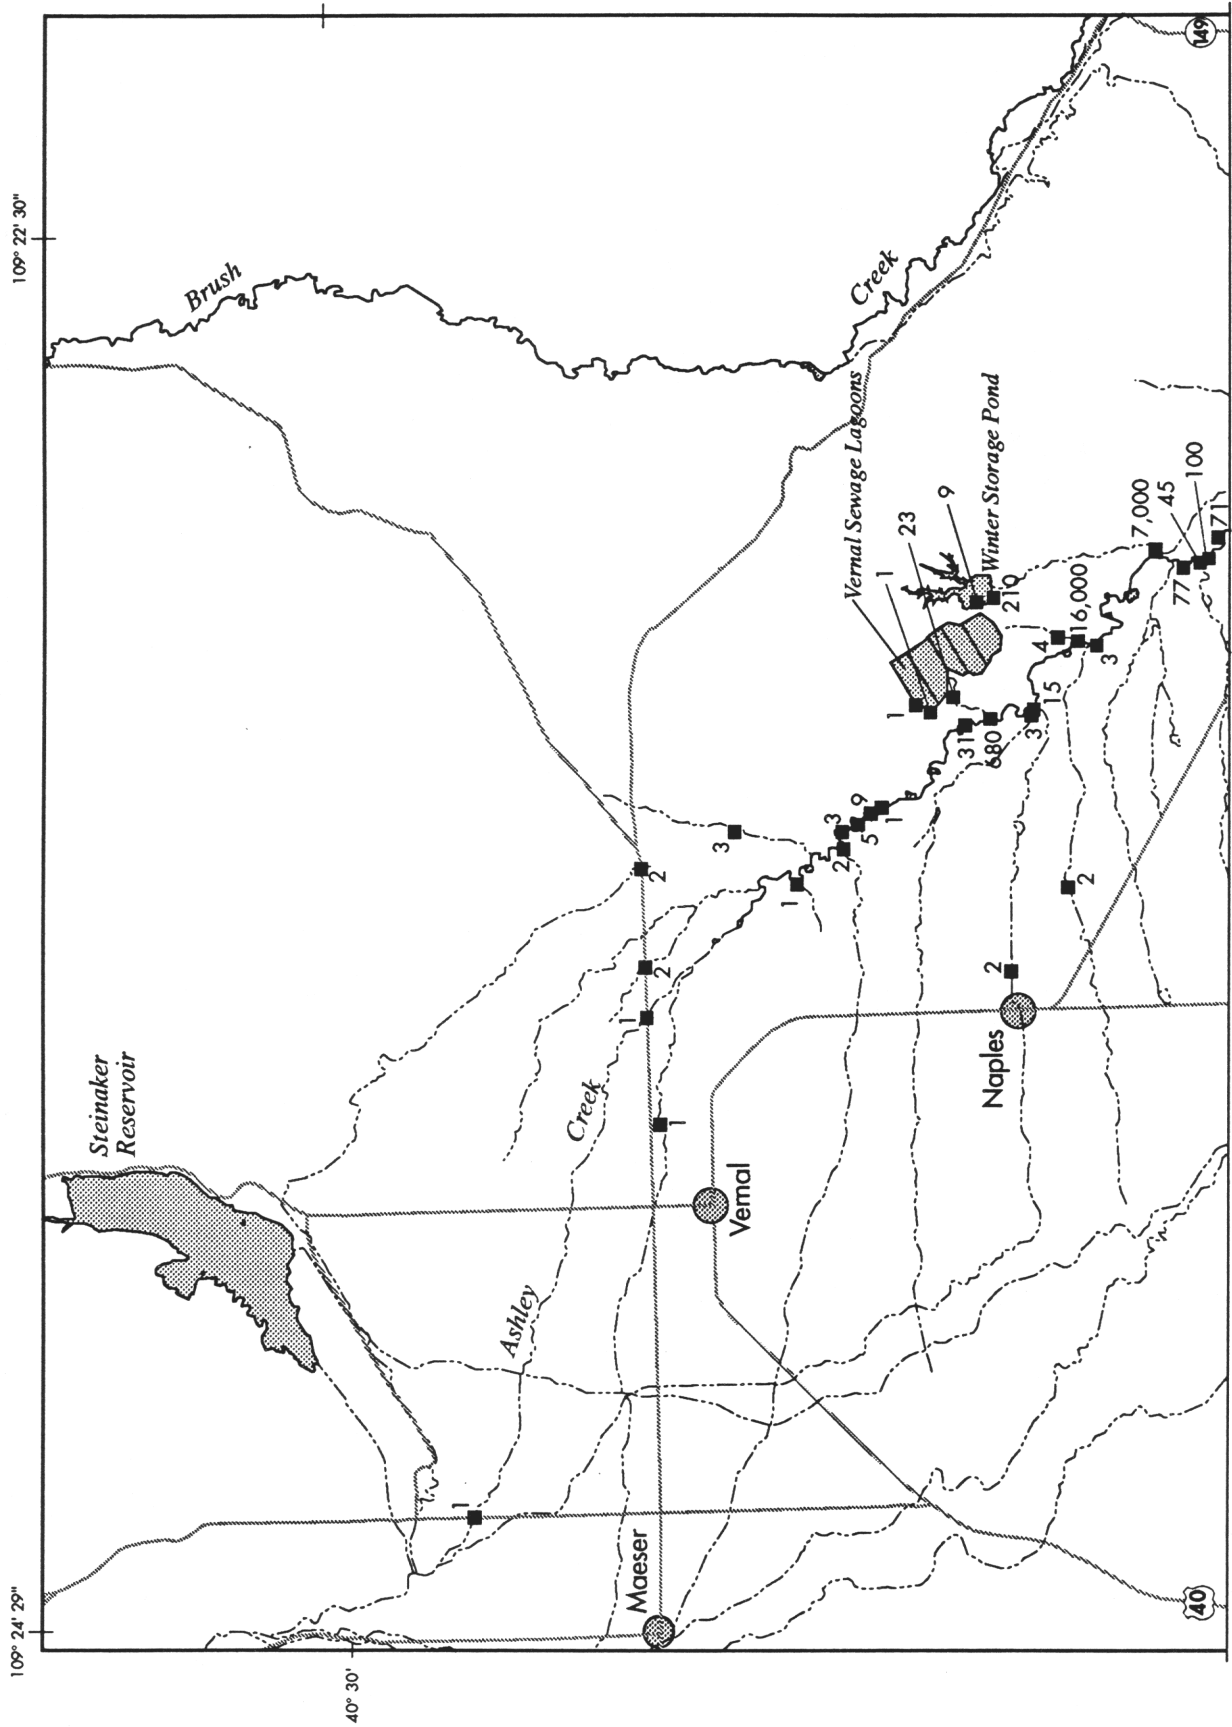 109° 24' 29"
109° 22' 30"
40° 30'
Steinaker
Reservoir
Brush
Creek
Ashley
Creek
Maeser
Vernal
Naples
Vernal Sewage Lagoons
Winter Storage Pond
40
149
1
1
1
2
2
3
1
2
3
5
9
1
2
2
31
680
3
15
1
1
23
9
210
4
16,000
3
7,000
77
45
100
71